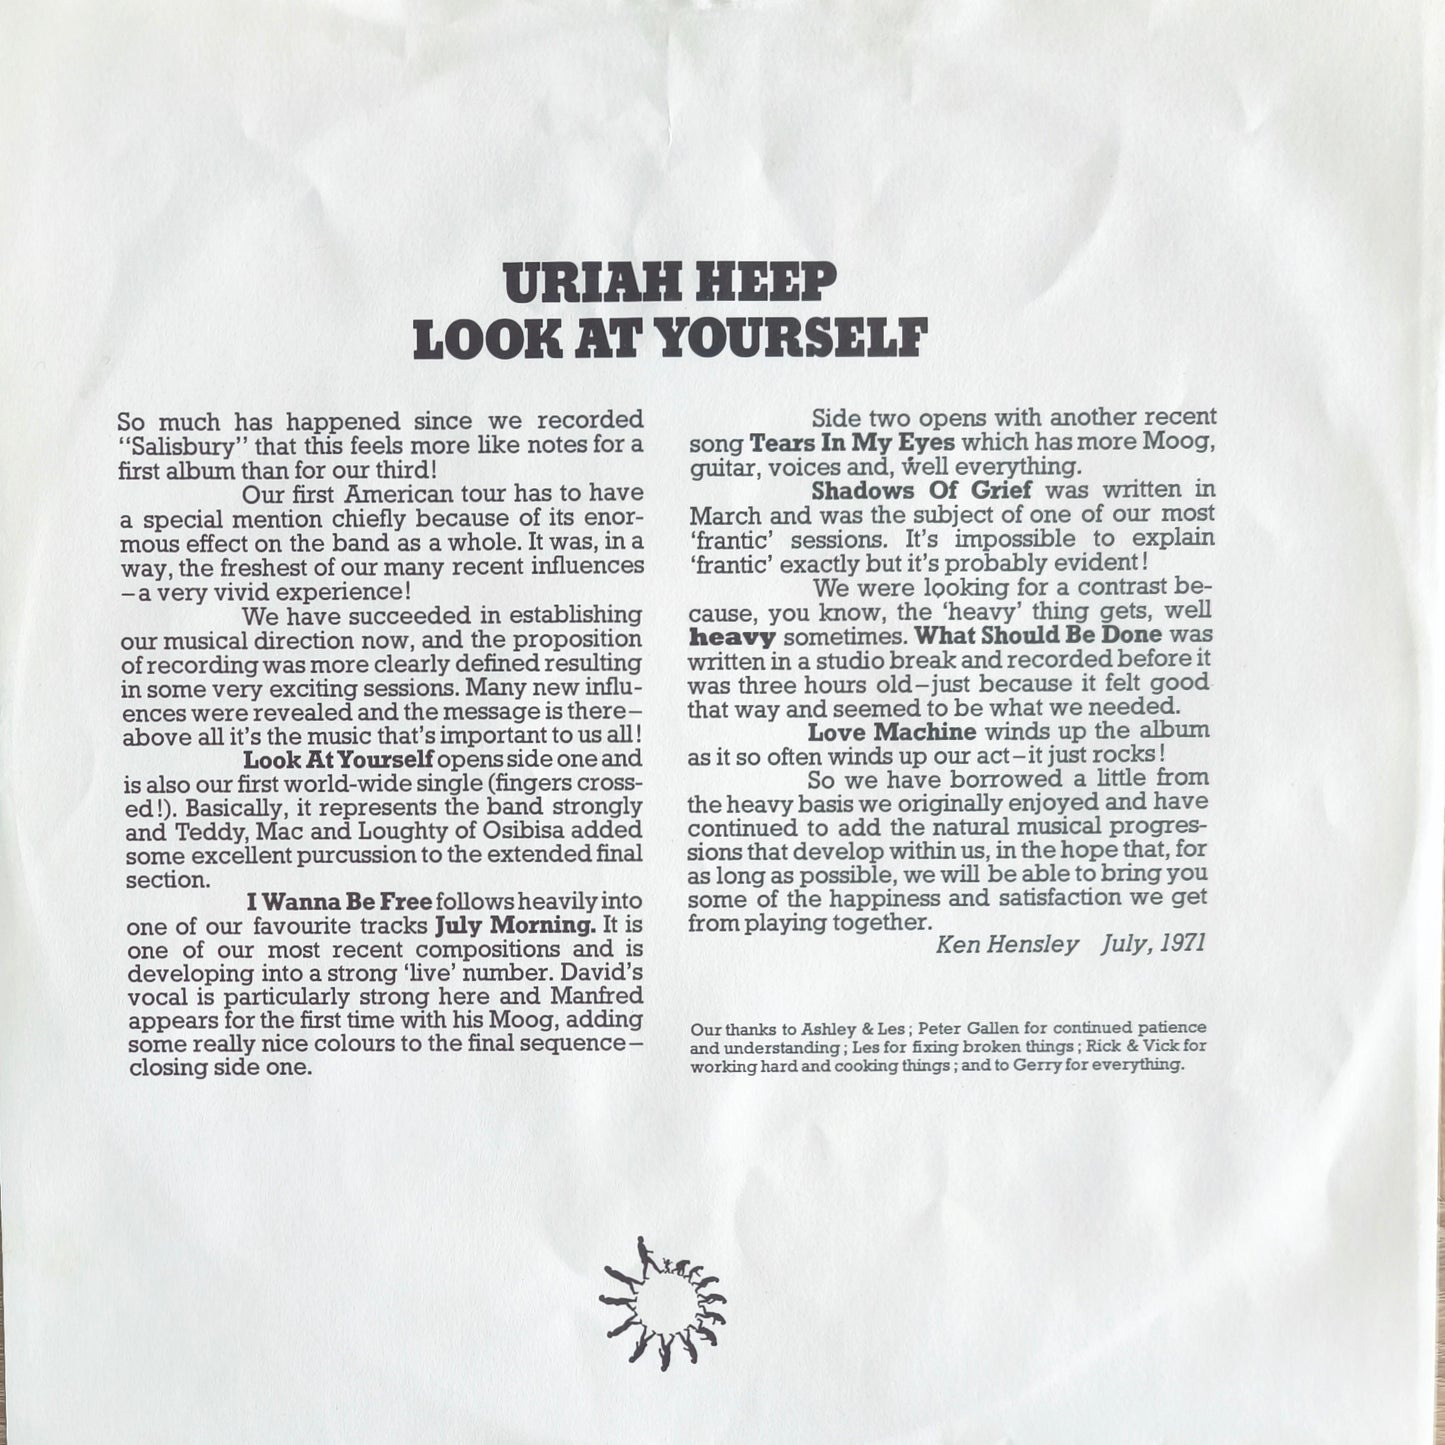 URIAH HEEP
LOOK AT YOURSELF
So much has happened since we recorded
“Salisbury” that this feels more like notes for a
first album than for our third!
Our first American tour has to have
a special mention chiefly because of its enor-
mous effect on the band as a whole. It was, in a
way, the freshest of our many recent influences
–a very vivid experience!
We have succeeded in establishing
our musical direction now, and the proposition
of recording was more clearly defined resulting
in some very exciting sessions. Many new influ-
ences were revealed and the message is there–
above all it’s the music that’s important to us all!
Look At Yourself opens side one and
is also our first world-wide single (fingers cross-
ed!). Basically, it represents the band strongly
and Teddy, Mac and Loughty of Osibisa added
some excellent purcussion to the extended final
section.
I Wanna Be Free follows heavily into
one of our favourite tracks July Morning. It is
one of our most recent compositions and is
developing into a strong ‘live’ number. David’s
vocal is particularly strong here and Manfred
appears for the first time with his Moog, adding
some really nice colours to the final sequence–
closing side one.
Side two opens with another recent
song Tears In My Eyes which has more Moog,
guitar, voices and, well everything.
Shadows Of Grief was written in
March and was the subject of one of our most
‘frantic’ sessions. It’s impossible to explain
‘frantic’ exactly but it’s probably evident!
We were looking for a contrast be-
cause, you know, the ‘heavy’ thing gets, well
heavy sometimes. What Should Be Done was
written in a studio break and recorded before it
was three hours old–just because it felt good
that way and seemed to be what we needed.
Love Machine winds up the album
as it so often winds up our act–it just rocks!
So we have borrowed a little from
the heavy basis we originally enjoyed and have
continued to add the natural musical progres-
sions that develop within us, in the hope that, for
as long as possible, we will be able to bring you
some of the happiness and satisfaction we get
from playing together.
Ken Hensley July, 1971
Our thanks to Ashley & Les; Peter Gallen for continued patience
and understanding; Les for fixing broken things; Rick & Vick for
working hard and cooking things; and to Gerry for everything.